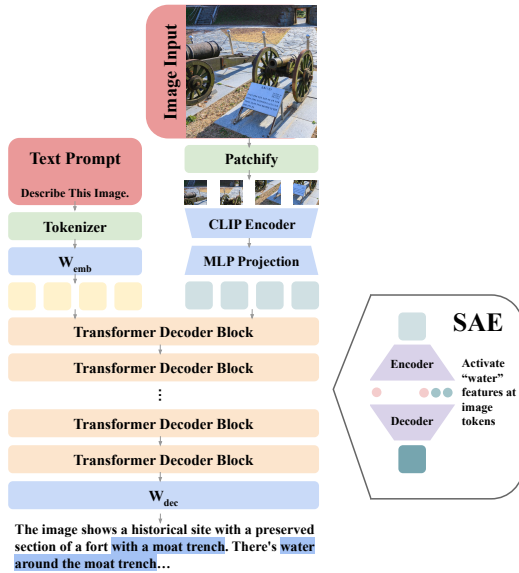 Image Input
Patchify
Text Prompt
Describe This Image.
Tokenizer
W_emb
CLIP Encoder
MLP Projection
Transformer Decoder Block
Transformer Decoder Block
⋮
Transformer Decoder Block
Transformer Decoder Block
W_dec
The image shows a historical site with a preserved
section of a fort with a moat trench. There's water
around the moat trench…
SAE
Encoder
Decoder
Activate
“water”
features at
image
tokens